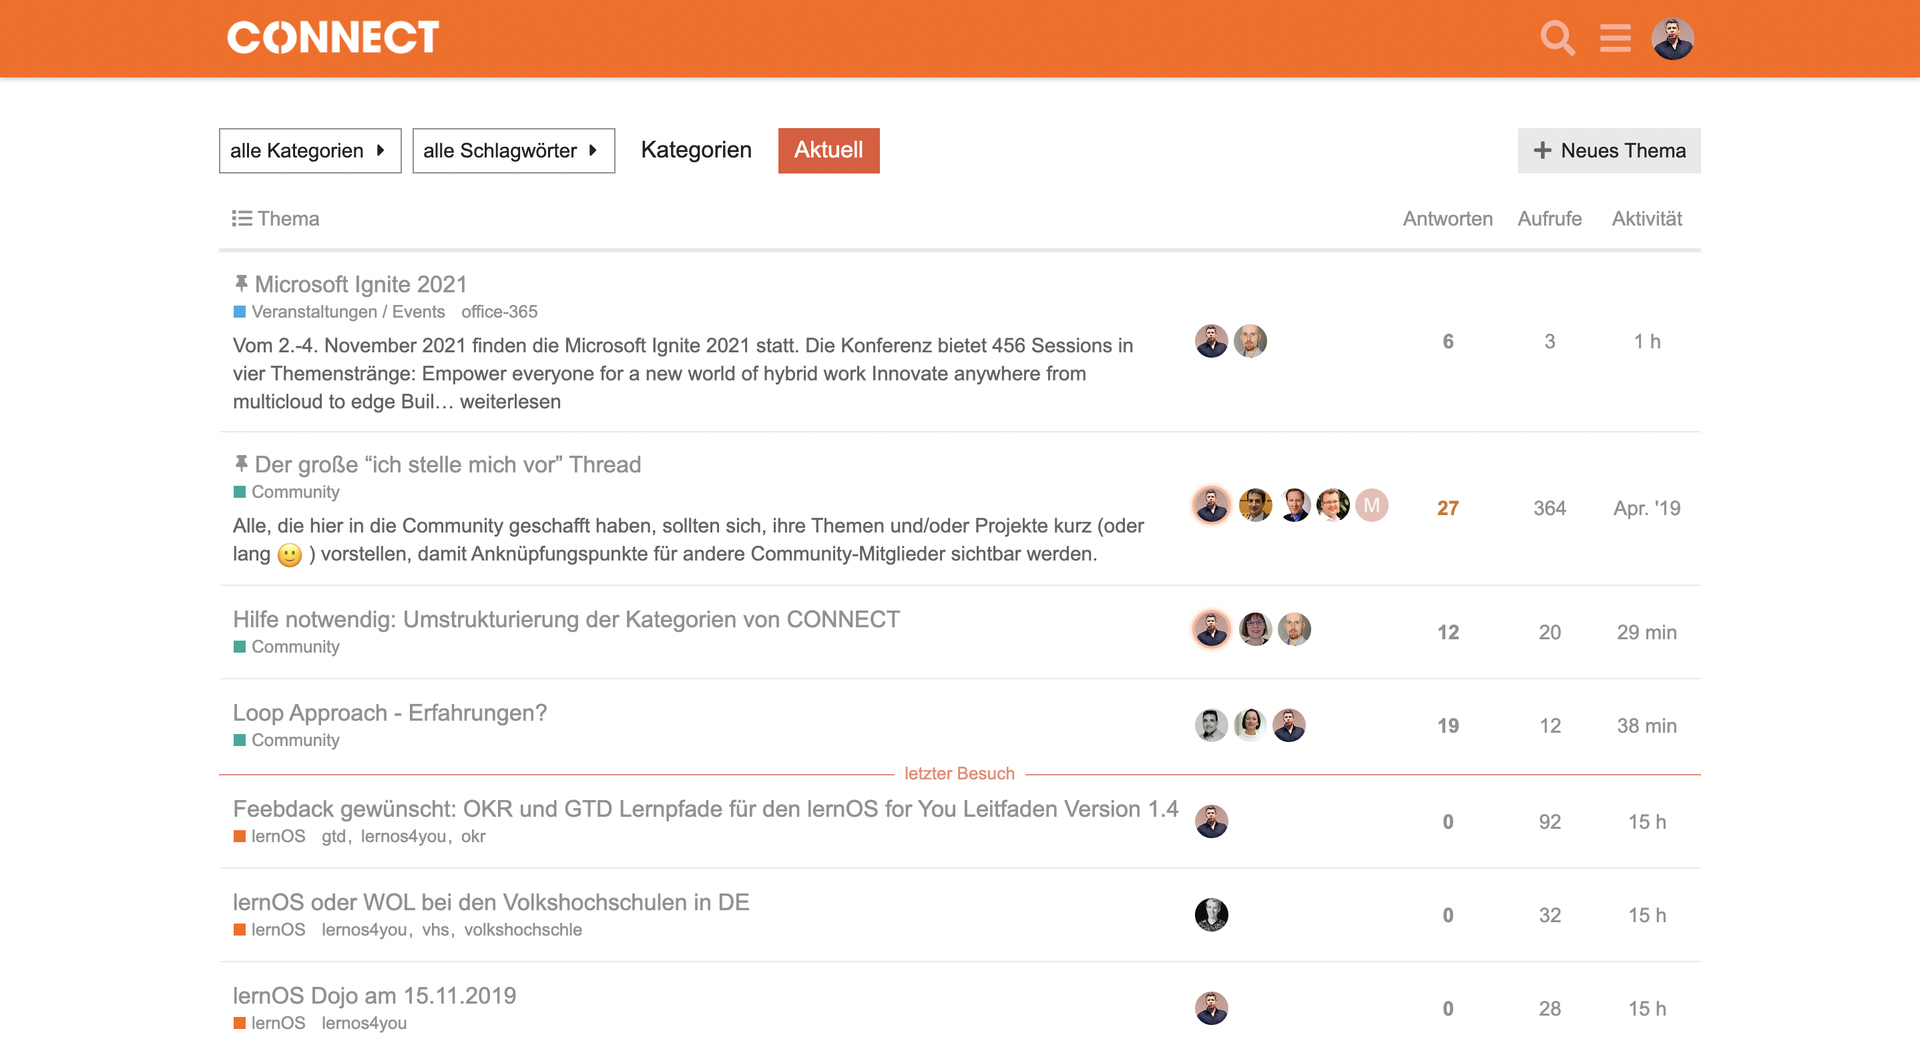 CONNECT
alle Kategorien alle Schlagwörter Kategorien Aktuell Neues Thema
Thema Antworten Aufrufe Aktivität
Microsoft Ignite 2021
Veranstaltungen / Events office-365
Vom 2.-4. November 2021 finden die Microsoft Ignite 2021 statt. Die Konferenz bietet 456 Sessions in
vier Themenstränge: Empower everyone for a new world of hybrid work Innovate anywhere from
multicloud to edge Buil… weiterlesen
6 3 1 h
Der große “ich stelle mich vor” Thread
Community
Alle, die hier in die Community geschafft haben, sollten sich, ihre Themen und/oder Projekte kurz (oder
lang ) vorstellen, damit Anknüpfungspunkte für andere Community-Mitglieder sichtbar werden.
M 27 364 Apr. '19
Hilfe notwendig: Umstrukturierung der Kategorien von CONNECT
Community
12 20 29 min
Loop Approach - Erfahrungen?
Community
19 12 38 min
letzter Besuch
Feebdack gewünscht: OKR und GTD Lernpfade für den lernOS for You Leitfaden Version 1.4
lernOS gtd, lernos4you, okr
0 92 15 h
lernOS oder WOL bei den Volkshochschulen in DE
lernOS lernos4you, vhs, volkshochschle
0 32 15 h
lernOS Dojo am 15.11.2019
lernOS lernos4you
0 28 15 h